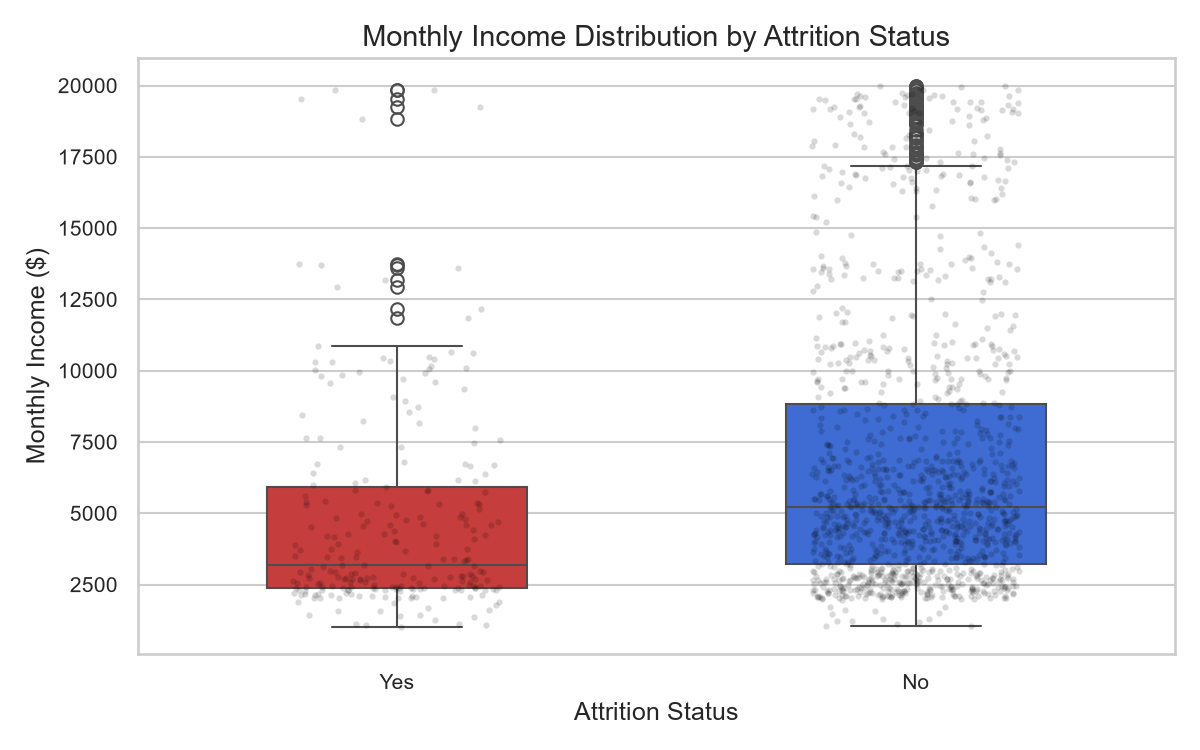 Monthly Income Distribution by Attrition Status
Monthly Income ($)
20000
17500
15000
12500
10000
7500
5000
2500
Yes
No
Attrition Status